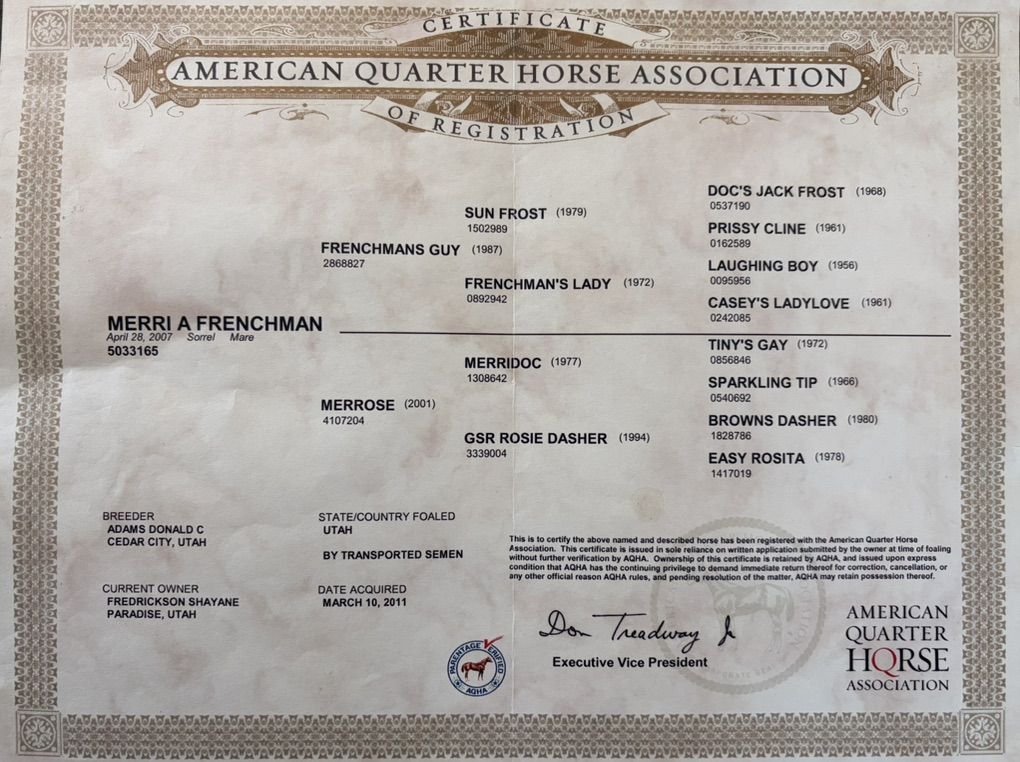 CERTIFICATE
AMERICAN QUARTER HORSE ASSOCIATION
OF REGISTRATION
DOC'S JACK FROST (1968)
0537190
SUN FROST (1979)
1502989
PRISSY CLINE (1961)
0162589
FRENCHMANS GUY (1987)
2868827
LAUGHING BOY (1956)
0095956
FRENCHMAN'S LADY (1972)
0892942
CASEY'S LADYLOVE (1961)
0242085
MERRI A FRENCHMAN
April 28, 2007 Sorrel Mare
5033165
TINY'S GAY (1972)
0856846
MERRIDOC (1977)
1308642
SPARKLING TIP (1966)
0540692
MERROSE (2001)
4107204
BROWNS DASHER (1980)
1828786
GSR ROSIE DASHER (1994)
3339004
EASY ROSITA (1978)
1417019
BREEDER
ADAMS DONALD C
CEDAR CITY, UTAH
STATE/COUNTRY FOALED
UTAH
BY TRANSPORTED SEMEN
CURRENT OWNER
FREDRICKSON SHAYANE
PARADISE, UTAH
DATE ACQUIRED
MARCH 10, 2011
This is to certify the above named and described horse has been registered with the American Quarter Horse
Association. This certificate is issued in sole reliance on written application submitted by the owner at time of foaling
without further verification by AQHA. Ownership of this certificate is retained by AQHA, and issued upon express
condition that AQHA has the continuing privilege to demand immediate return thereof for correction, cancellation, or
any other official reason AQHA rules, and pending resolution of the matter, AQHA may retain possession thereof.
Don Treadway Jr
Executive Vice President
PARENTAGE VERIFIED
AQHA
AMERICAN
QUARTER
HORSE
ASSOCIATION